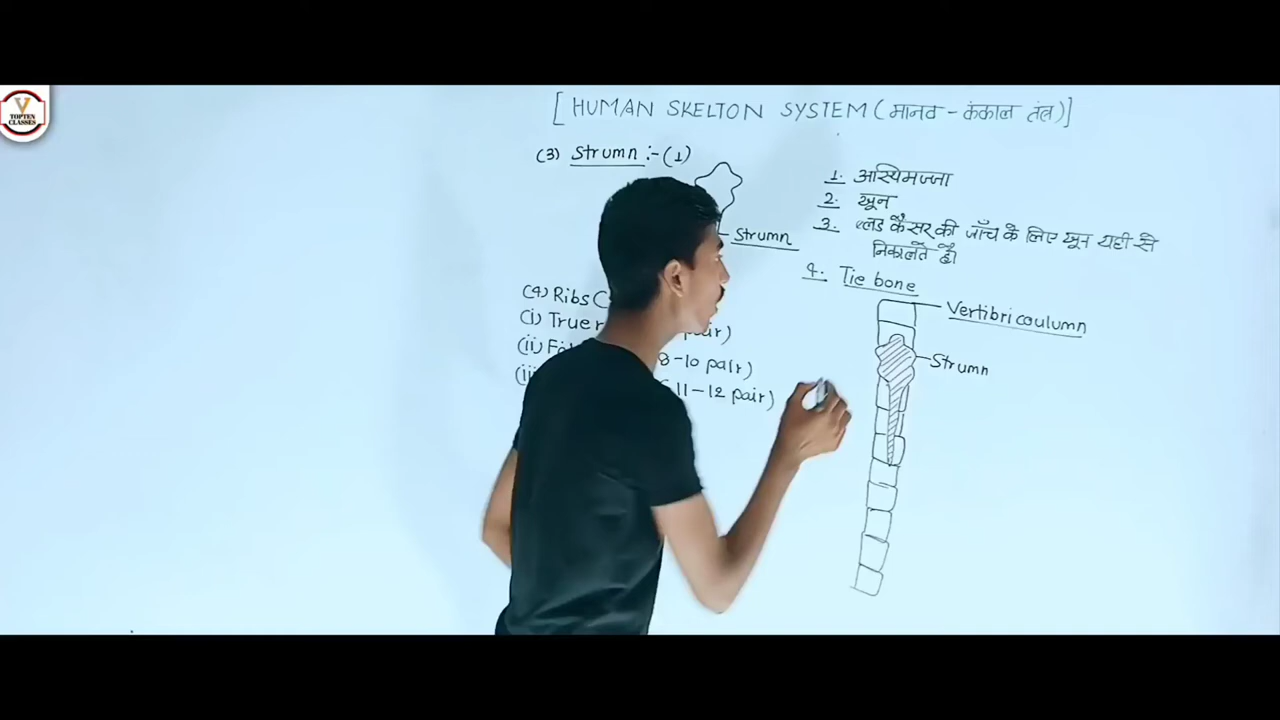 V
TOPTEN
CLASSES
[HUMAN SKELTON SYSTEM (मानव - कंकाल तंत्र)]
(3) Strumn :- (1)
Strumn
1. अस्थिमज्जा
2. खून
3. ब्लड कैंसर की जाँच के लिए खून यही से
निकालते है।
4. Tie bone
Vertibri coulumn
Strumn
(4) Ribs C
(i) True pair)
(ii) 8-10 pair)
11-12 pair)